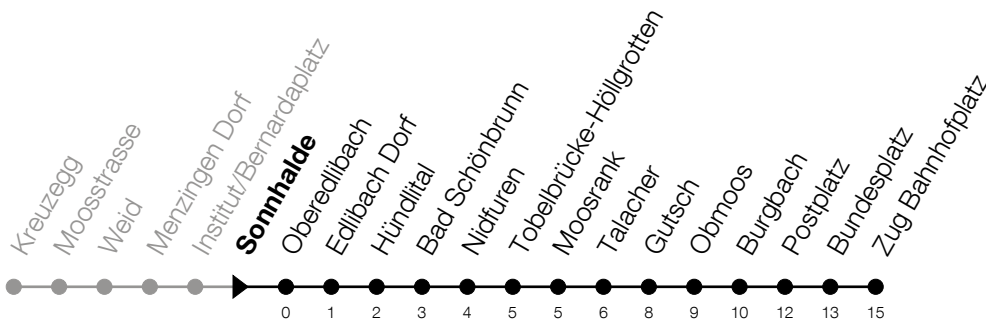 Kreuzegg
Moosstrasse
Weid
Menzingen Dorf
Institut/Bernardaplatz
Sonnhalde
Oberedlibach
Edlibach Dorf
Hündlital
Bad Schönbrunn
Nidfuren
Tobelbrücke-Höllgrotten
Moosrank
Talacher
Gutsch
Obmoos
Burgbach
Postplatz
Bundesplatz
Zug Bahnhofplatz
0 1 2 3 4 5 5 6 8 9 10 12 13 15